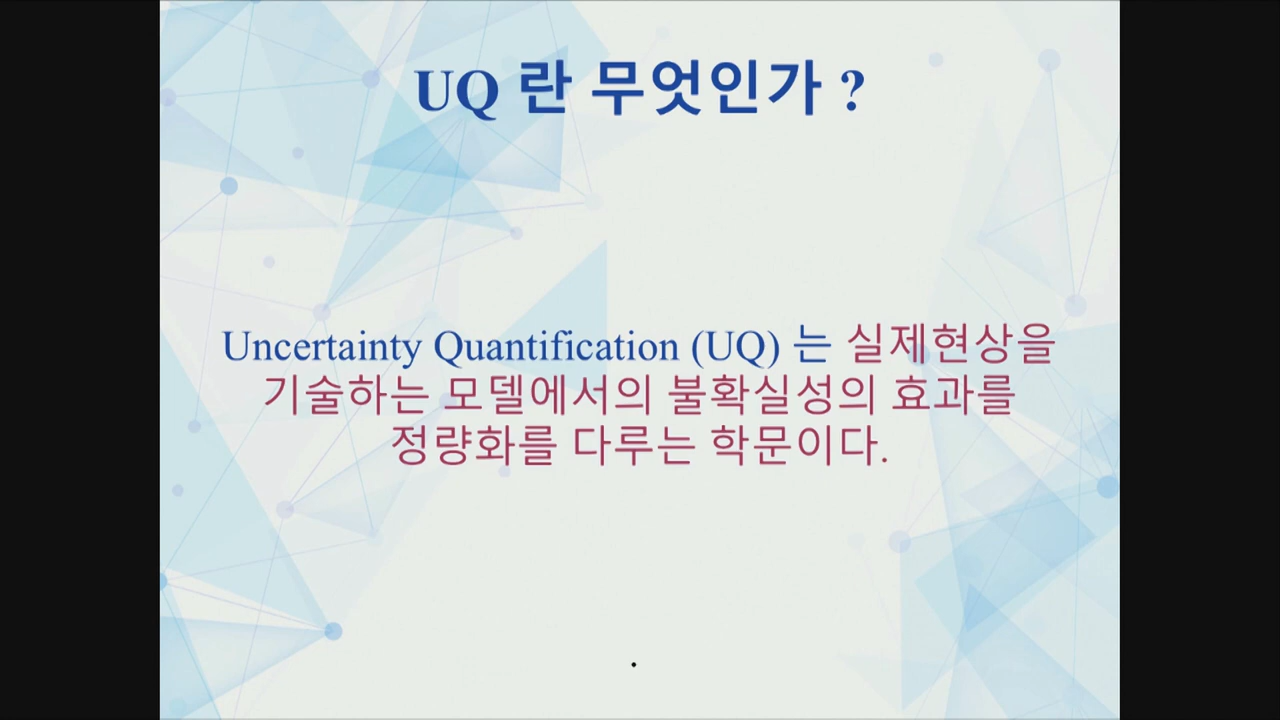 UQ 란 무엇인가 ?
Uncertainty Quantification (UQ) 는 실제현상을
기술하는 모델에서의 불확실성의 효과를
정량화를 다루는 학문이다.